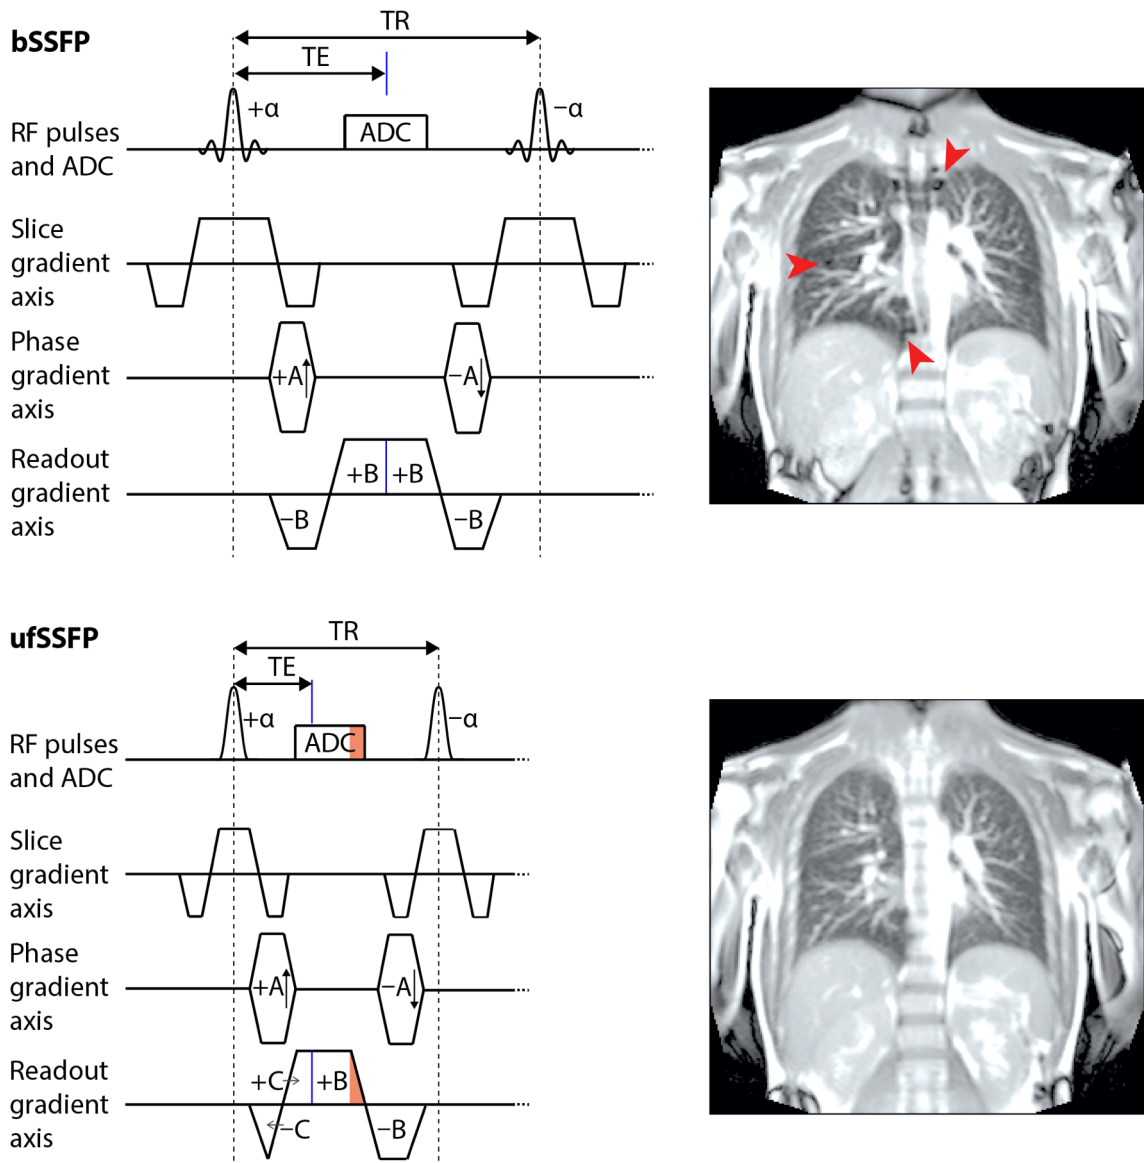 bSSFP
TR
TE
+α
−α
RF pulses
and ADC
ADC
Slice
gradient
axis
Phase
gradient
axis
+A
−A
Readout
gradient
axis
+B
+B
−B
−B
ufSSFP
TR
TE
+α
−α
RF pulses
and ADC
ADC
Slice
gradient
axis
Phase
gradient
axis
+A
−A
Readout
gradient
axis
+C
+B
−C
−B